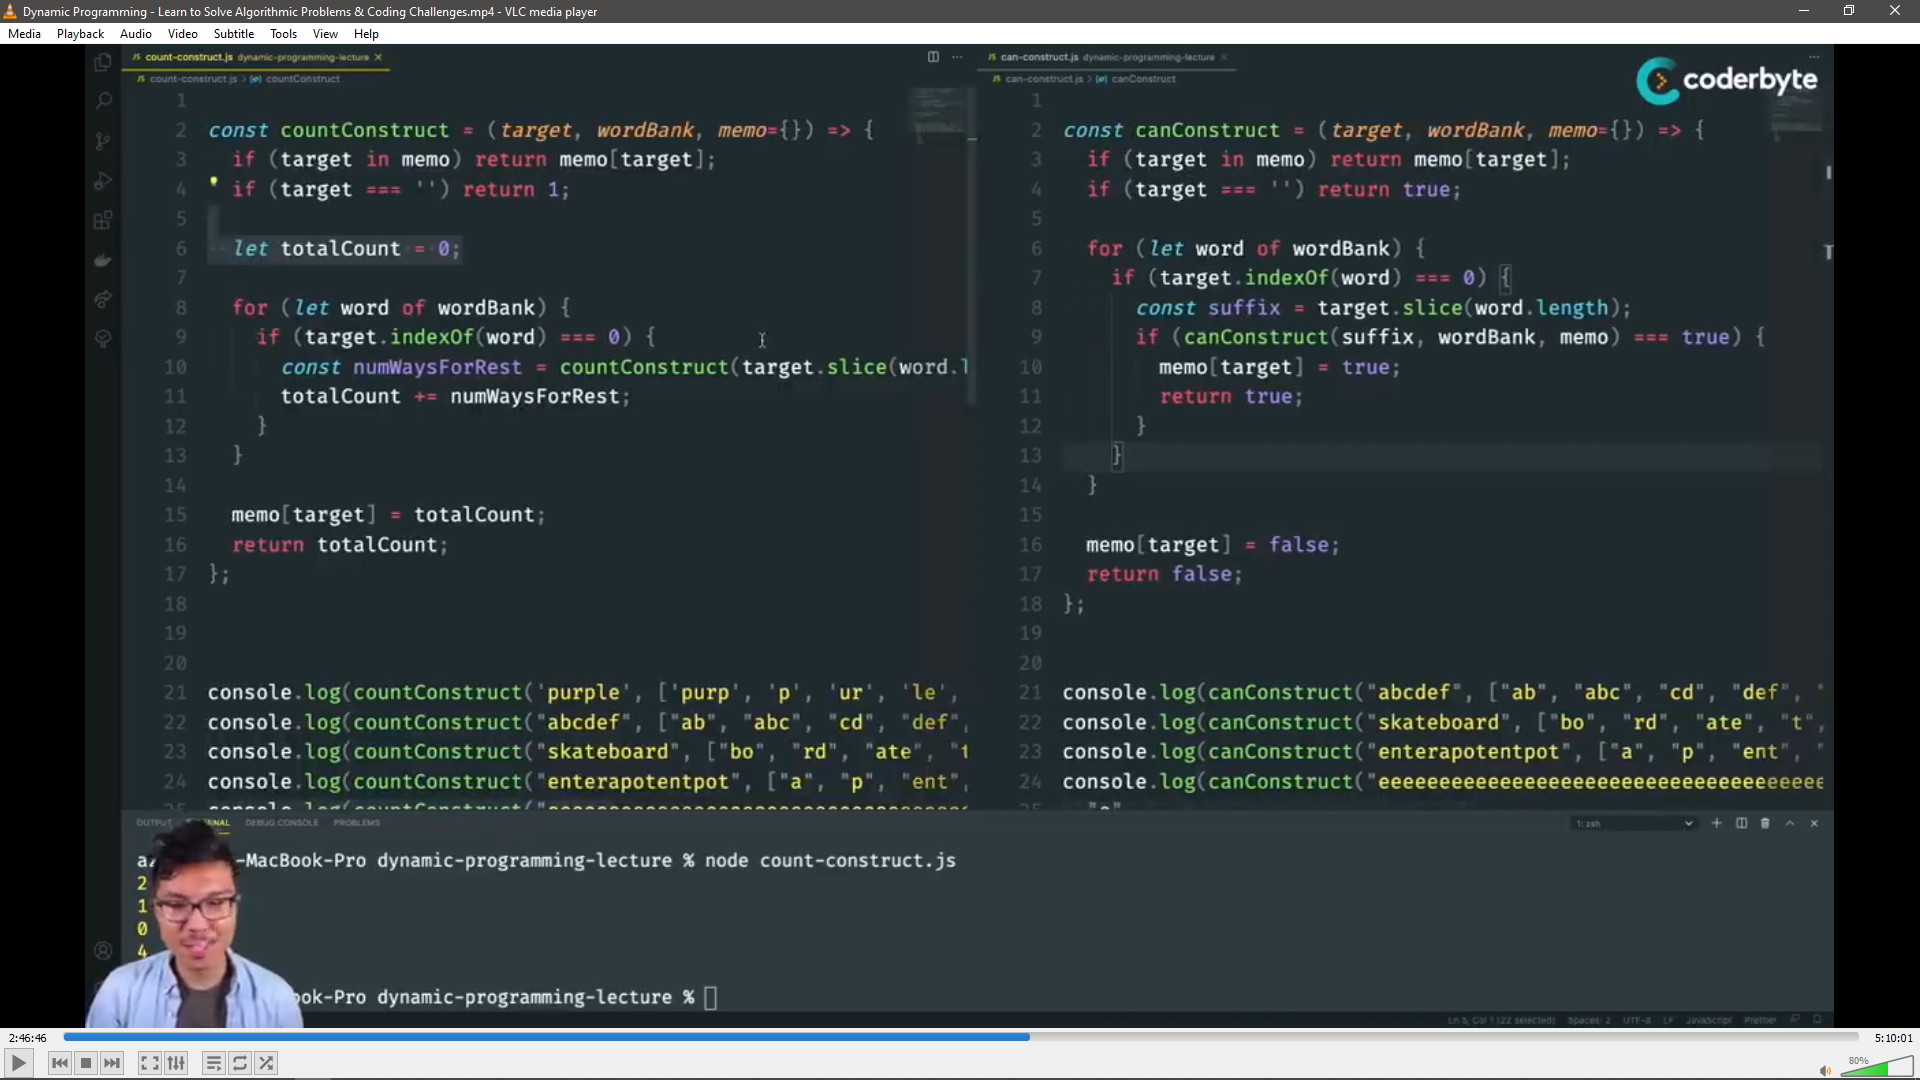 Dynamic Programming - Learn to Solve Algorithmic Problems & Coding Challenges.mp4 - VLC media player
Media Playback Audio Video Subtitle Tools View Help
JS count-construct.js dynamic-programming-lecture ×
JS count-construct.js > countConstruct
1
2 const countConstruct = (target, wordBank, memo={}) => {
3 if (target in memo) return memo[target];
4 if (target === '') return 1;
5
6 let totalCount = 0;
7
8 for (let word of wordBank) {
9 if (target.indexOf(word) === 0) {
10 const numWaysForRest = countConstruct(target.slice(word.l
11 totalCount += numWaysForRest;
12 }
13 }
14
15 memo[target] = totalCount;
16 return totalCount;
17 };
18
19
20
21 console.log(countConstruct('purple', ['purp', 'p', 'ur', 'le',
22 console.log(countConstruct("abcdef", ["ab", "abc", "cd", "def",
23 console.log(countConstruct("skateboard", ["bo", "rd", "ate", "t
24 console.log(countConstruct("enterapotentpot", ["a", "p", "ent",
JS can-construct.js dynamic-programming-lecture ×
JS can-construct.js > canConstruct
coderbyte
1
2 const canConstruct = (target, wordBank, memo={}) => {
3 if (target in memo) return memo[target];
4 if (target === '') return true;
5
6 for (let word of wordBank) {
7 if (target.indexOf(word) === 0) {
8 const suffix = target.slice(word.length);
9 if (canConstruct(suffix, wordBank, memo) === true) {
10 memo[target] = true;
11 return true;
12 }
13 }
14 }
15
16 memo[target] = false;
17 return false;
18 };
19
20
21 console.log(canConstruct("abcdef", ["ab", "abc", "cd", "def", "
22 console.log(canConstruct("skateboard", ["bo", "rd", "ate", "t",
23 console.log(canConstruct("enterapotentpot", ["a", "p", "ent", "
24 console.log(canConstruct("eeeeeeeeeeeeeeeeeeeeeeeeeeeeeeeeeeeee
OUTPUT DEBUG CONSOLE PROBLEMS
1: zsh
-MacBook-Pro dynamic-programming-lecture % node count-construct.js
2
1
0
4
ook-Pro dynamic-programming-lecture %
Ln 5, Col 1 (22 selected) Spaces: 2 UTF-8 LF JavaScript Prettier
2:46:46
5:10:01
80%